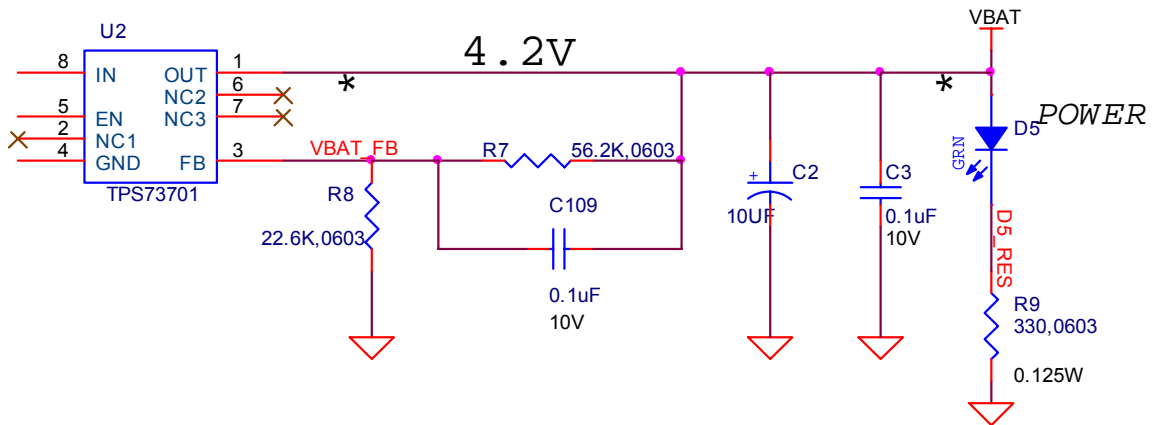 U2
8
IN
5
EN
2
NC1
4
GND
OUT
1
NC2
6
NC3
7
FB
3
TPS73701
4.2V
*
*
VBAT
VBAT_FB
R7
56.2K,0603
R8
22.6K,0603
C109
0.1uF
10V
+
C2
10UF
C3
0.1uF
10V
GRN
D5
POWER
D5_RES
R9
330,0603
0.125W